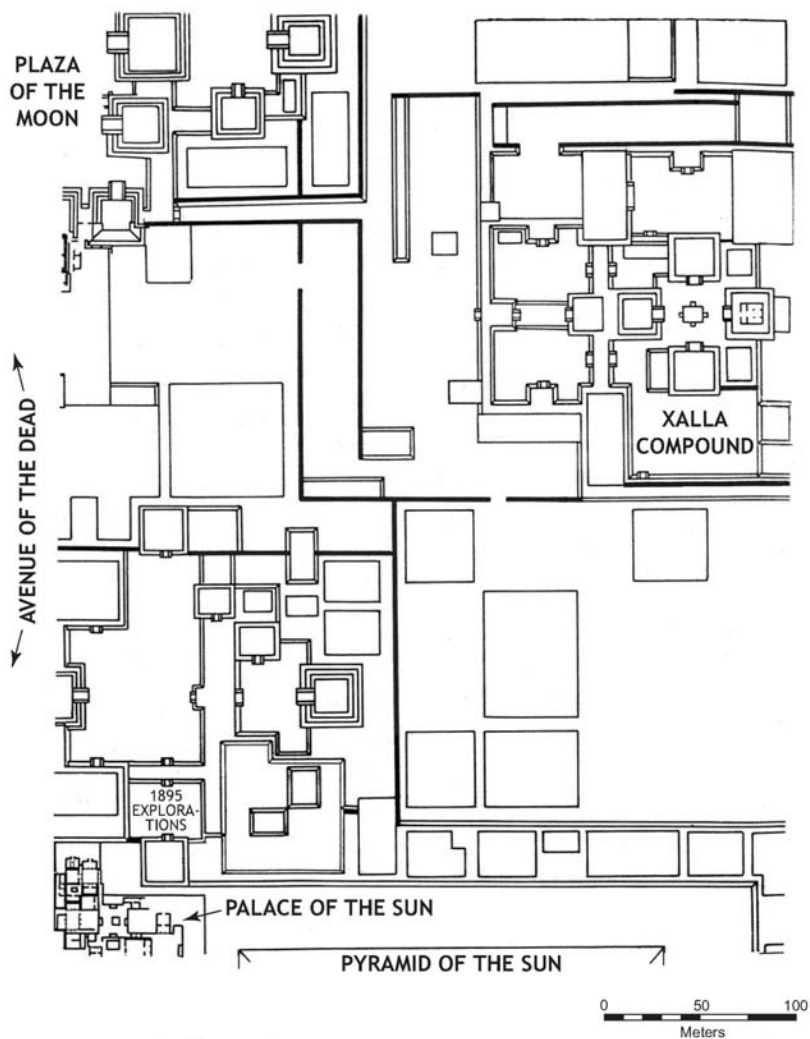 PLAZA
OF THE
MOON
AVENUE OF THE DEAD
XALLA
COMPOUND
1895
EXPLORA-
TIONS
PALACE OF THE SUN
PYRAMID OF THE SUN
0 50 100
Meters